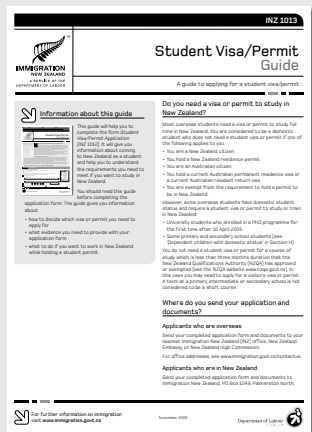 INZ 1013
IMMIGRATION
NEW ZEALAND
A SERVICE OF THE
DEPARTMENT OF LABOUR
Student Visa/Permit
Guide
A guide to applying for a student visa/permit
Information about this guide
This guide will help you to
complete the form Student
Visa/Permit Application
(INZ 1012). It will give you
information about coming
to New Zealand as a student
and help you to understand
the requirements you need to
meet if you want to study in
New Zealand.
You should read this guide
before completing the
application form. The guide gives you information
about:
• how to decide which visa or permit you need to
apply for
• what evidence you need to provide with your
application form
• what to do if you want to work in New Zealand
while holding a student permit.
Do you need a visa or permit to study in
New Zealand?
Most overseas students need a visa or permit to study full
time in New Zealand. You are considered to be a domestic
student who does not need a student visa or permit if one of
the following applies to you.
• You are a New Zealand citizen
• You hold a New Zealand residence permit
• You are an Australian citizen
• You hold a current Australian permanent residence visa or
a current Australian resident return visa
• You are exempt from the requirement to hold a permit to
be in New Zealand
However, some overseas students have domestic student
status and require a student visa or permit to study or train
in New Zealand
• University students enrolled in a PhD programme for
the first time after 19 April 2005.
• Some primary and secondary school students (see
'Dependent children with domestic status' in Section H).
You do not need a student visa or permit for a course of
study which is less than three months duration that the
New Zealand Qualifications Authority (NZQA) has approved
or exempted (see the NZQA website www.nzqa.govt.nz). In
this case you may need to apply for a visitor's visa or permit.
A term at a primary, intermediate or secondary school is not
considered to be a short course.
Where do you send your application and
documents?
Applicants who are overseas
Send your completed application form and documents to your
nearest Immigration New Zealand (INZ) office, New Zealand
Embassy, or New Zealand High Commission.
For office addresses, see www.immigration.govt.nz/contactus
Applicants who are in New Zealand
Send your completed application form and documents to
Immigration New Zealand, PO Box 1049, Palmerston North.
For further information on immigration
visit www.immigration.govt.nz
November 2009
Department of Labour